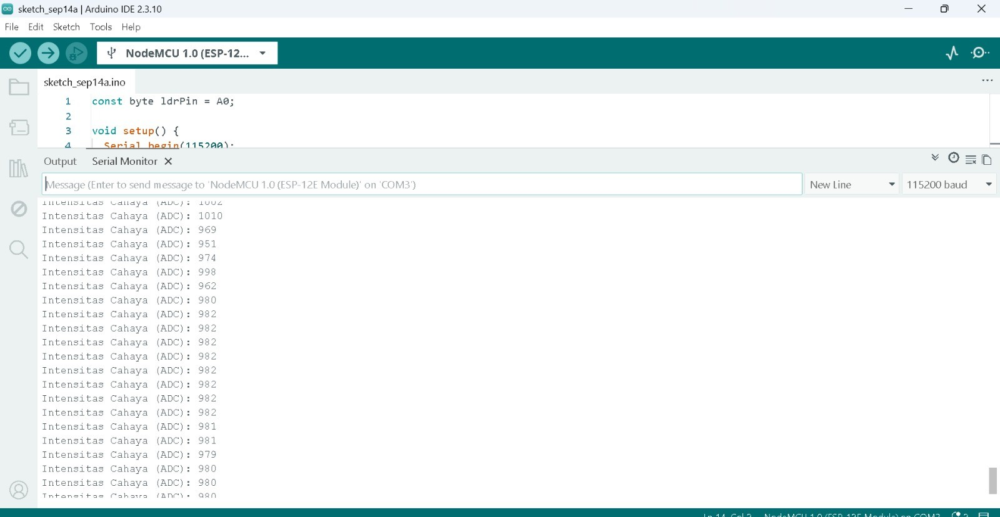 sketch_sep14a | Arduino IDE 2.3.10
File Edit Sketch Tools Help
NodeMCU 1.0 (ESP-12...
sketch_sep14a.ino
1 const byte ldrPin = A0;
2
3 void setup() {
4 Serial.begin(115200);
Output Serial Monitor
Message (Enter to send message to 'NodeMCU 1.0 (ESP-12E Module)' on 'COM3')
New Line 115200 baud
Intensitas Cahaya (ADC): 1002
Intensitas Cahaya (ADC): 1010
Intensitas Cahaya (ADC): 969
Intensitas Cahaya (ADC): 951
Intensitas Cahaya (ADC): 974
Intensitas Cahaya (ADC): 998
Intensitas Cahaya (ADC): 962
Intensitas Cahaya (ADC): 980
Intensitas Cahaya (ADC): 982
Intensitas Cahaya (ADC): 982
Intensitas Cahaya (ADC): 982
Intensitas Cahaya (ADC): 982
Intensitas Cahaya (ADC): 982
Intensitas Cahaya (ADC): 982
Intensitas Cahaya (ADC): 982
Intensitas Cahaya (ADC): 982
Intensitas Cahaya (ADC): 981
Intensitas Cahaya (ADC): 981
Intensitas Cahaya (ADC): 979
Intensitas Cahaya (ADC): 980
Intensitas Cahaya (ADC): 980
Intensitas Cahaya (ADC): 980
Ln 14, Col 2 NodeMCU 1.0 (ESP-12E Module) on COM3